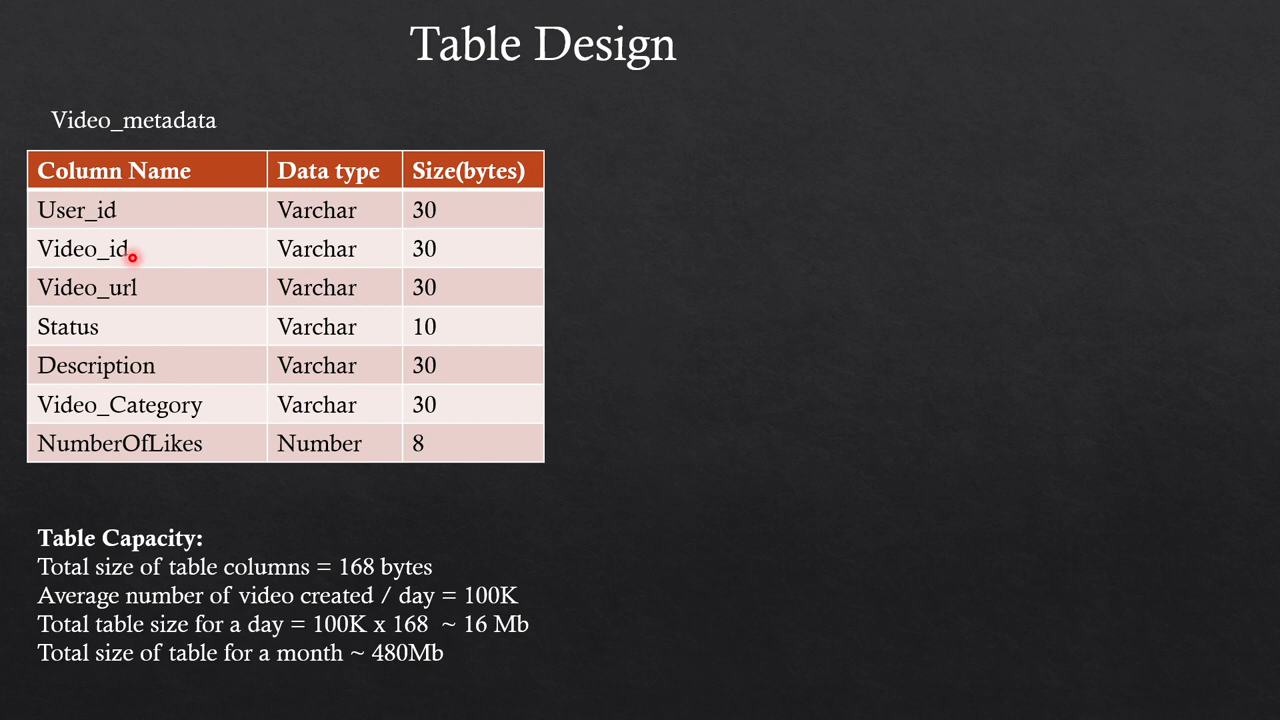 Table Design
Video_metadata
Column Name Data type Size(bytes)
User_id Varchar 30
Video_id Varchar 30
Video_url Varchar 30
Status Varchar 10
Description Varchar 30
Video_Category Varchar 30
NumberOfLikes Number 8
Table Capacity:
Total size of table columns = 168 bytes
Average number of video created / day = 100K
Total table size for a day = 100K x 168 ~ 16 Mb
Total size of table for a month ~ 480Mb